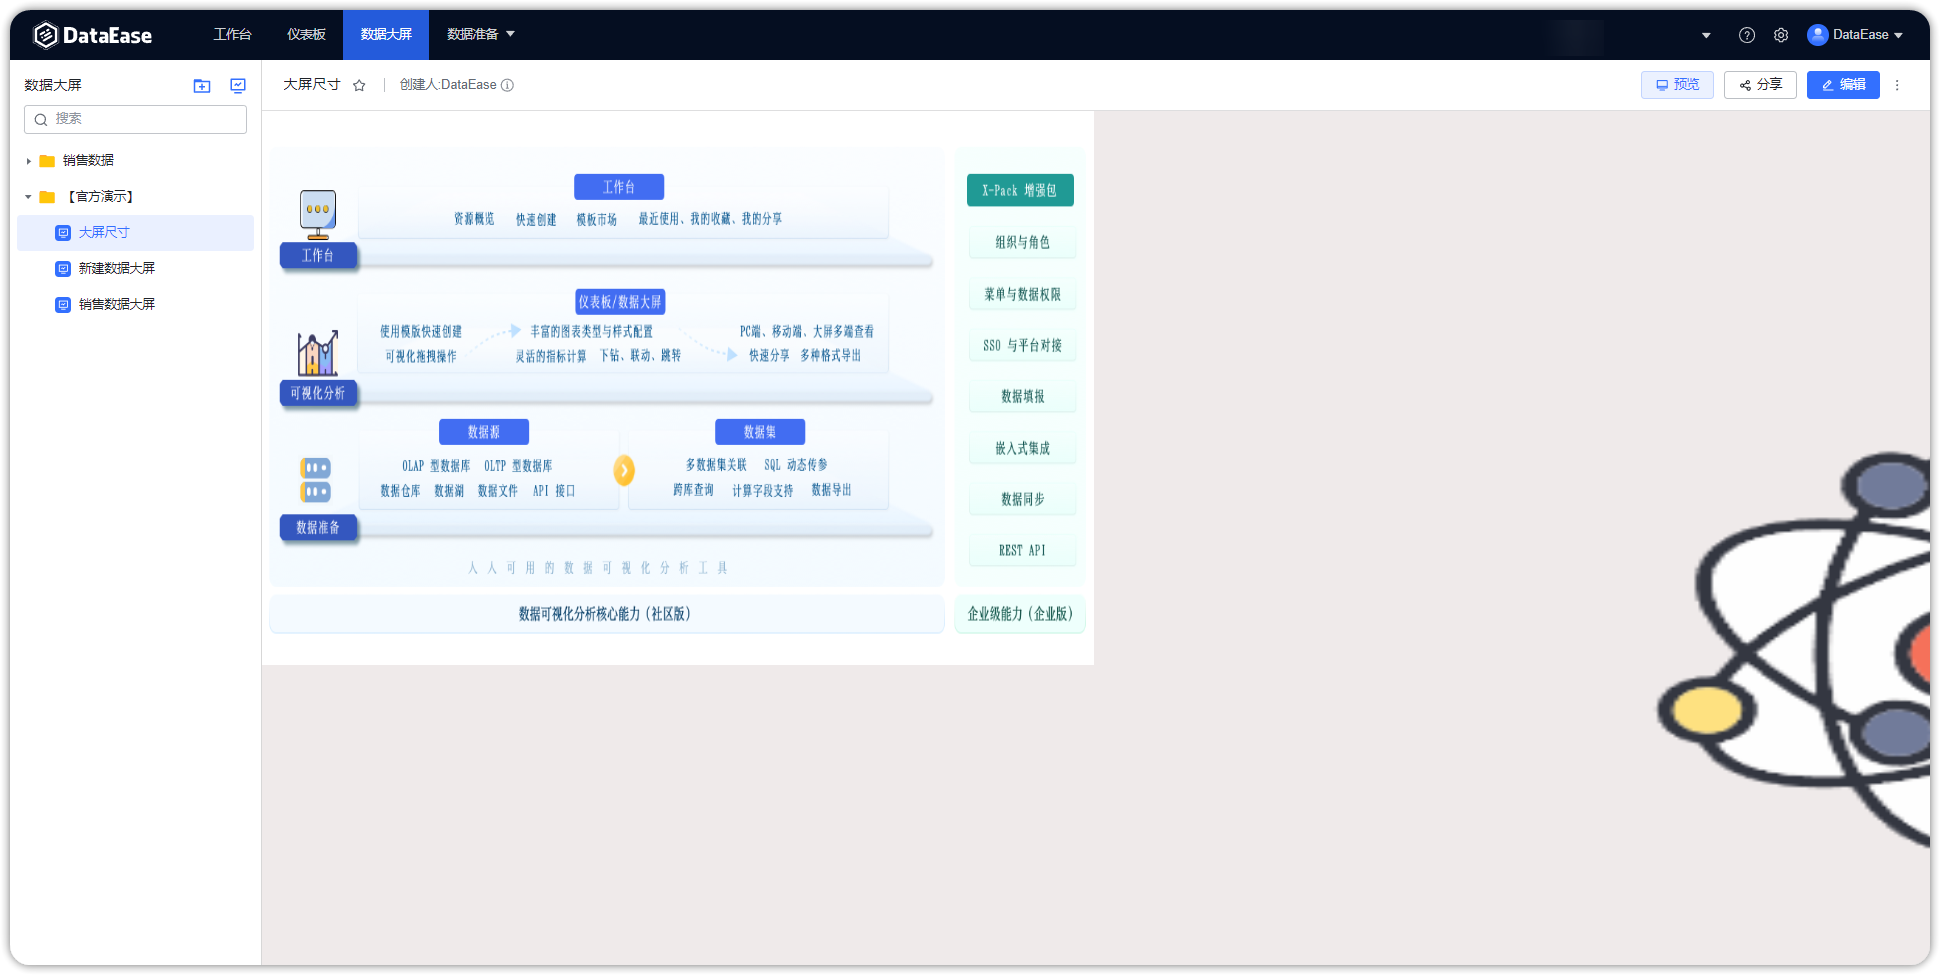 DataEase 工作台 仪表板 数据大屏 数据准备 DataEase
数据大屏
搜索
销售数据
【官方演示】
大屏尺寸
新建数据大屏
销售数据大屏
大屏尺寸 创建人:DataEase 预览 分享 编辑
工作台
资源概览 快速创建 模板市场 最近使用、我的收藏、我的分享
工作台
仪表板/数据大屏
使用模版快速创建 丰富的图表类型与样式配置 PC端、移动端、大屏多端查看
可视化拖拽操作 灵活的指标计算 下钻、联动、跳转 快速分享 多种格式导出
可视化分析
数据源 数据集
OLAP 型数据库 OLTP 型数据库 多数据集关联 SQL 动态传参
数据仓库 数据湖 数据文件 API 接口 跨库查询 计算字段支持 数据导出
数据准备
人人可用的数据可视化分析工具
数据可视化分析核心能力（社区版）
X-Pack 增强包
组织与角色
菜单与数据权限
SSO 与平台对接
数据填报
嵌入式集成
数据同步
REST API
企业级能力（企业版）